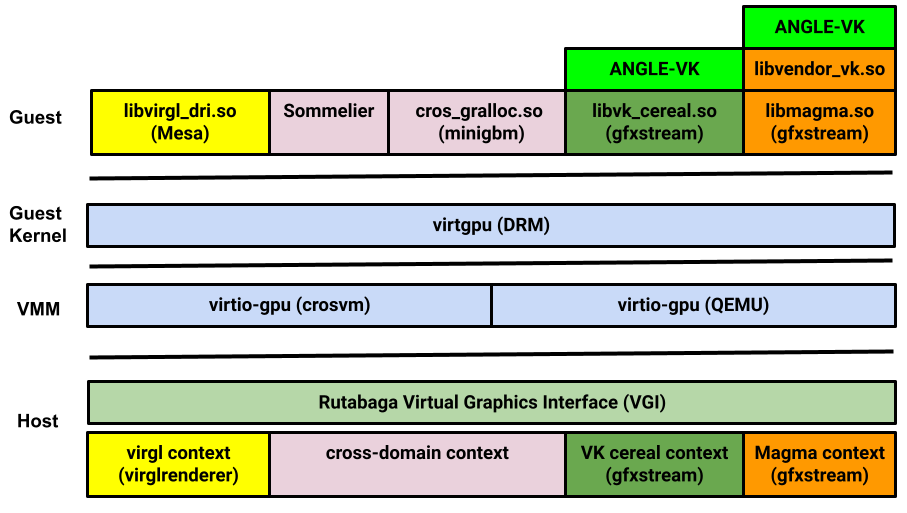 ANGLE-VK
ANGLE-VK
libvendor_vk.so
Guest
libvirgl_dri.so
(Mesa)
Sommelier
cros_gralloc.so
(minigbm)
libvk_cereal.so
(gfxstream)
libmagma.so
(gfxstream)
Guest
Kernel
virtgpu (DRM)
VMM
virtio-gpu (crosvm)
virtio-gpu (QEMU)
Host
Rutabaga Virtual Graphics Interface (VGI)
virgl context
(virglrenderer)
cross-domain context
VK cereal context
(gfxstream)
Magma context
(gfxstream)